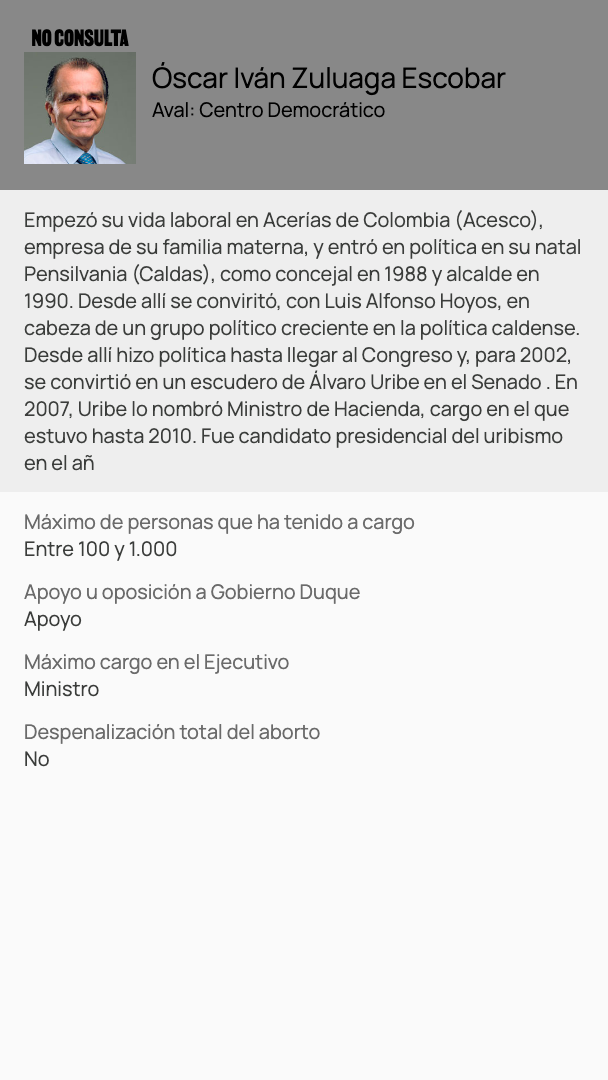 NO CONSULTA
Óscar Iván Zuluaga Escobar
Aval: Centro Democrático
Empezó su vida laboral en Acerías de Colombia (Acesco),
empresa de su familia materna, y entró en política en su natal
Pensilvania (Caldas), como concejal en 1988 y alcalde en
1990. Desde allí se conviritó, con Luis Alfonso Hoyos, en
cabeza de un grupo político creciente en la política caldense.
Desde allí hizo política hasta llegar al Congreso y, para 2002,
se convirtió en un escudero de Álvaro Uribe en el Senado . En
2007, Uribe lo nombró Ministro de Hacienda, cargo en el que
estuvo hasta 2010. Fue candidato presidencial del uribismo
en el añ
Máximo de personas que ha tenido a cargo
Entre 100 y 1.000
Apoyo u oposición a Gobierno Duque
Apoyo
Máximo cargo en el Ejecutivo
Ministro
Despenalización total del aborto
No